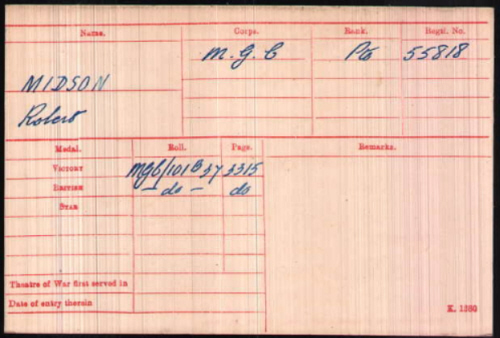 Name. Corps. Rank. Regtl. No.
M.G.C Pte 55818
MIDSON
Robert
Medal. Roll. Page. Remarks.
Victory MGC/101B37 3315
British – do – do
Star
Theatre of War first served in
Date of entry therein
K. 1380